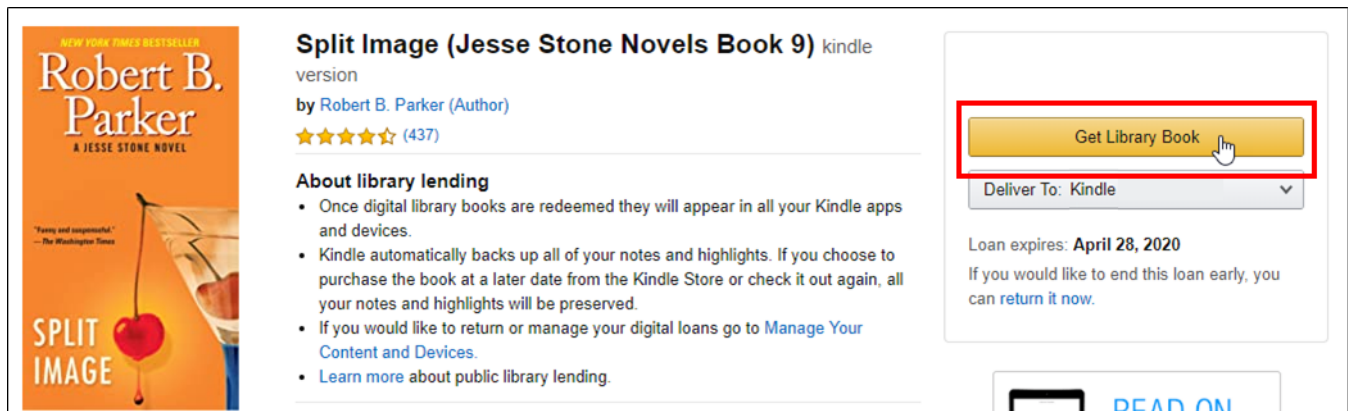 NEW YORK TIMES BESTSELLER
Robert B.
Parker
A JESSE STONE NOVEL
"Funny and suspenseful."
—The Washington Times
SPLIT
IMAGE
Split Image (Jesse Stone Novels Book 9) kindle
version
by Robert B. Parker (Author)
(437)
About library lending
• Once digital library books are redeemed they will appear in all your Kindle apps
and devices.
• Kindle automatically backs up all of your notes and highlights. If you choose to
purchase the book at a later date from the Kindle Store or check it out again, all
your notes and highlights will be preserved.
• If you would like to return or manage your digital loans go to Manage Your
Content and Devices.
• Learn more about public library lending.
Get Library Book
Deliver To: Kindle
Loan expires: April 28, 2020
If you would like to end this loan early, you
can return it now.
READ ON